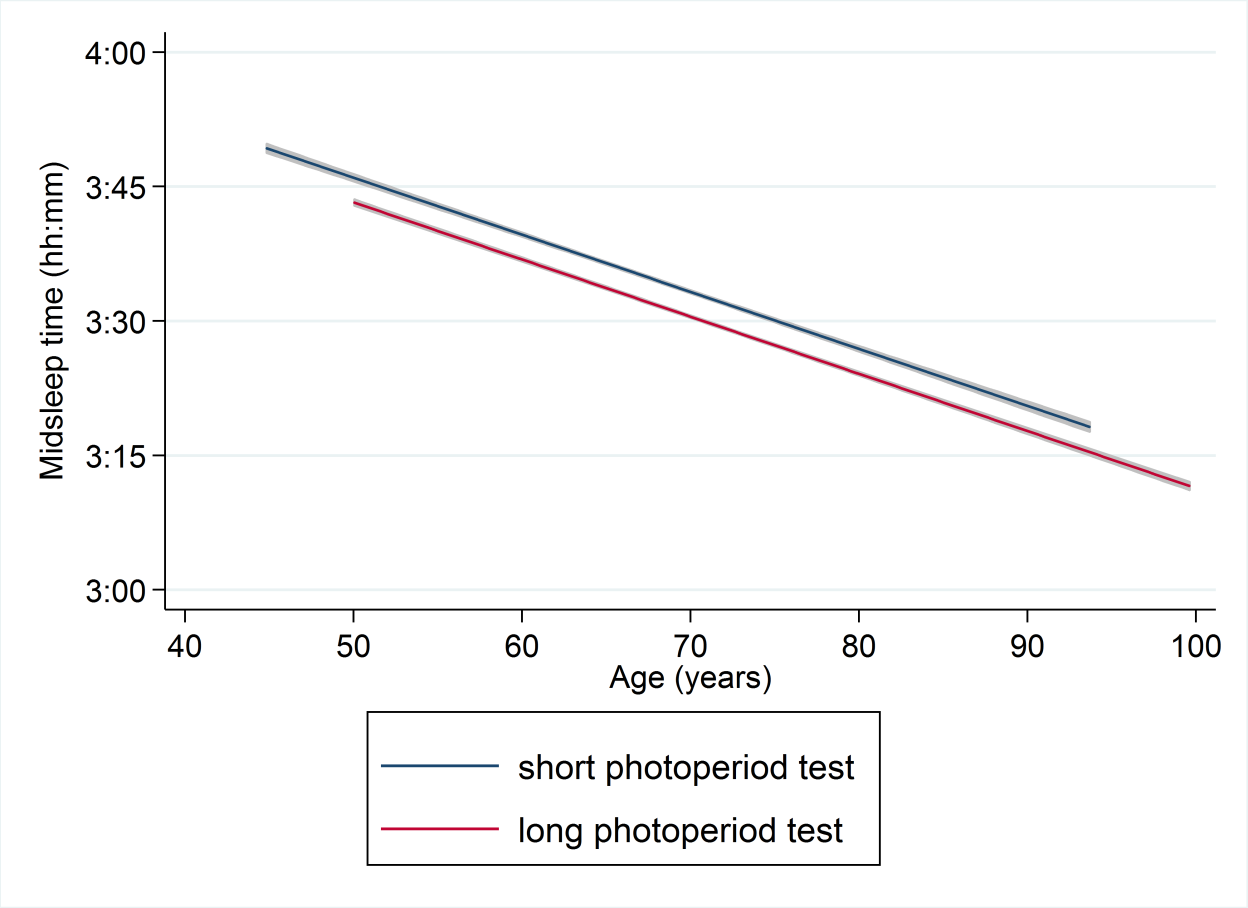 4:00
3:45
3:30
3:15
3:00
Midsleep time (hh:mm)
40 50 60 70 80 90 100
Age (years)
short photoperiod test
long photoperiod test